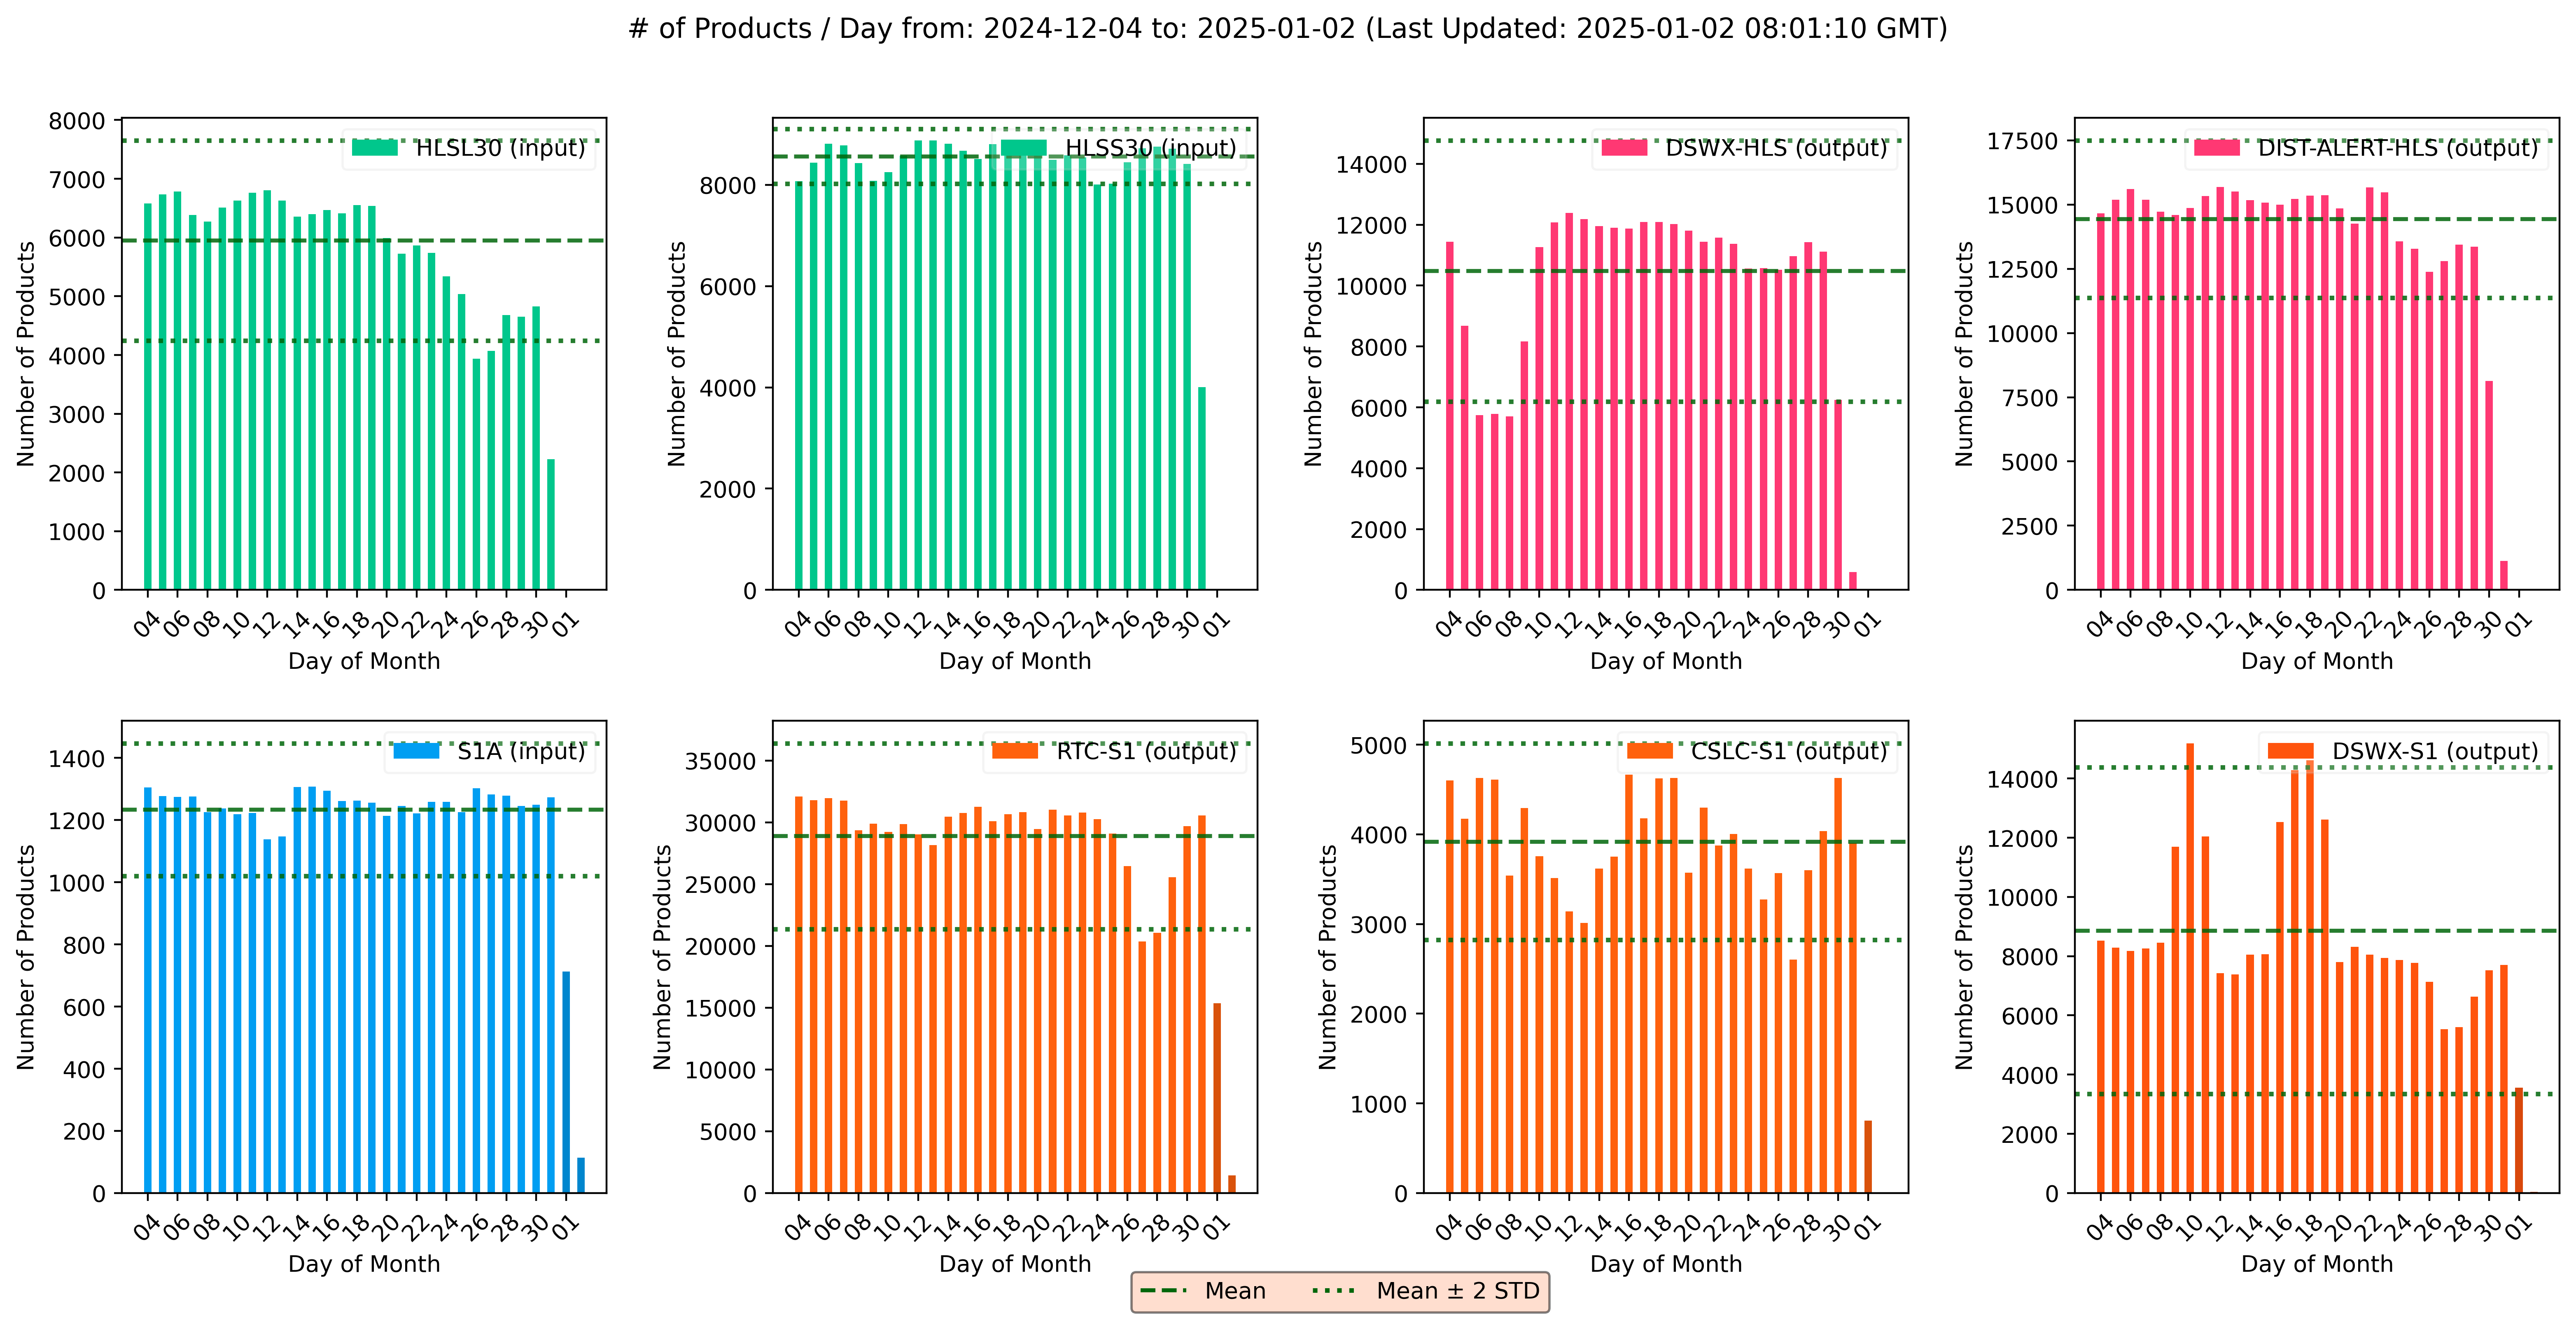 # of Products / Day from: 2024-12-04 to: 2025-01-02 (Last Updated: 2025-01-02 08:01:10 GMT)
8000
7000
6000
5000
4000
3000
2000
1000
0
Number of Products
HLSL30 (input)
04 06 08 10 12 14 16 18 20 22 24 26 28 30 01
Day of Month
8000
6000
4000
2000
0
Number of Products
HLSS30 (input)
04 06 08 10 12 14 16 18 20 22 24 26 28 30 01
Day of Month
14000
12000
10000
8000
6000
4000
2000
0
Number of Products
DSWX-HLS (output)
04 06 08 10 12 14 16 18 20 22 24 26 28 30 01
Day of Month
17500
15000
12500
10000
7500
5000
2500
0
Number of Products
DIST-ALERT-HLS (output)
04 06 08 10 12 14 16 18 20 22 24 26 28 30 01
Day of Month
1400
1200
1000
800
600
400
200
0
Number of Products
S1A (input)
04 06 08 10 12 14 16 18 20 22 24 26 28 30 01
Day of Month
35000
30000
25000
20000
15000
10000
5000
0
Number of Products
RTC-S1 (output)
04 06 08 10 12 14 16 18 20 22 24 26 28 30 01
Day of Month
5000
4000
3000
2000
1000
0
Number of Products
CSLC-S1 (output)
04 06 08 10 12 14 16 18 20 22 24 26 28 30 01
Day of Month
14000
12000
10000
8000
6000
4000
2000
0
Number of Products
DSWX-S1 (output)
04 06 08 10 12 14 16 18 20 22 24 26 28 30 01
Day of Month
Mean
Mean ± 2 STD